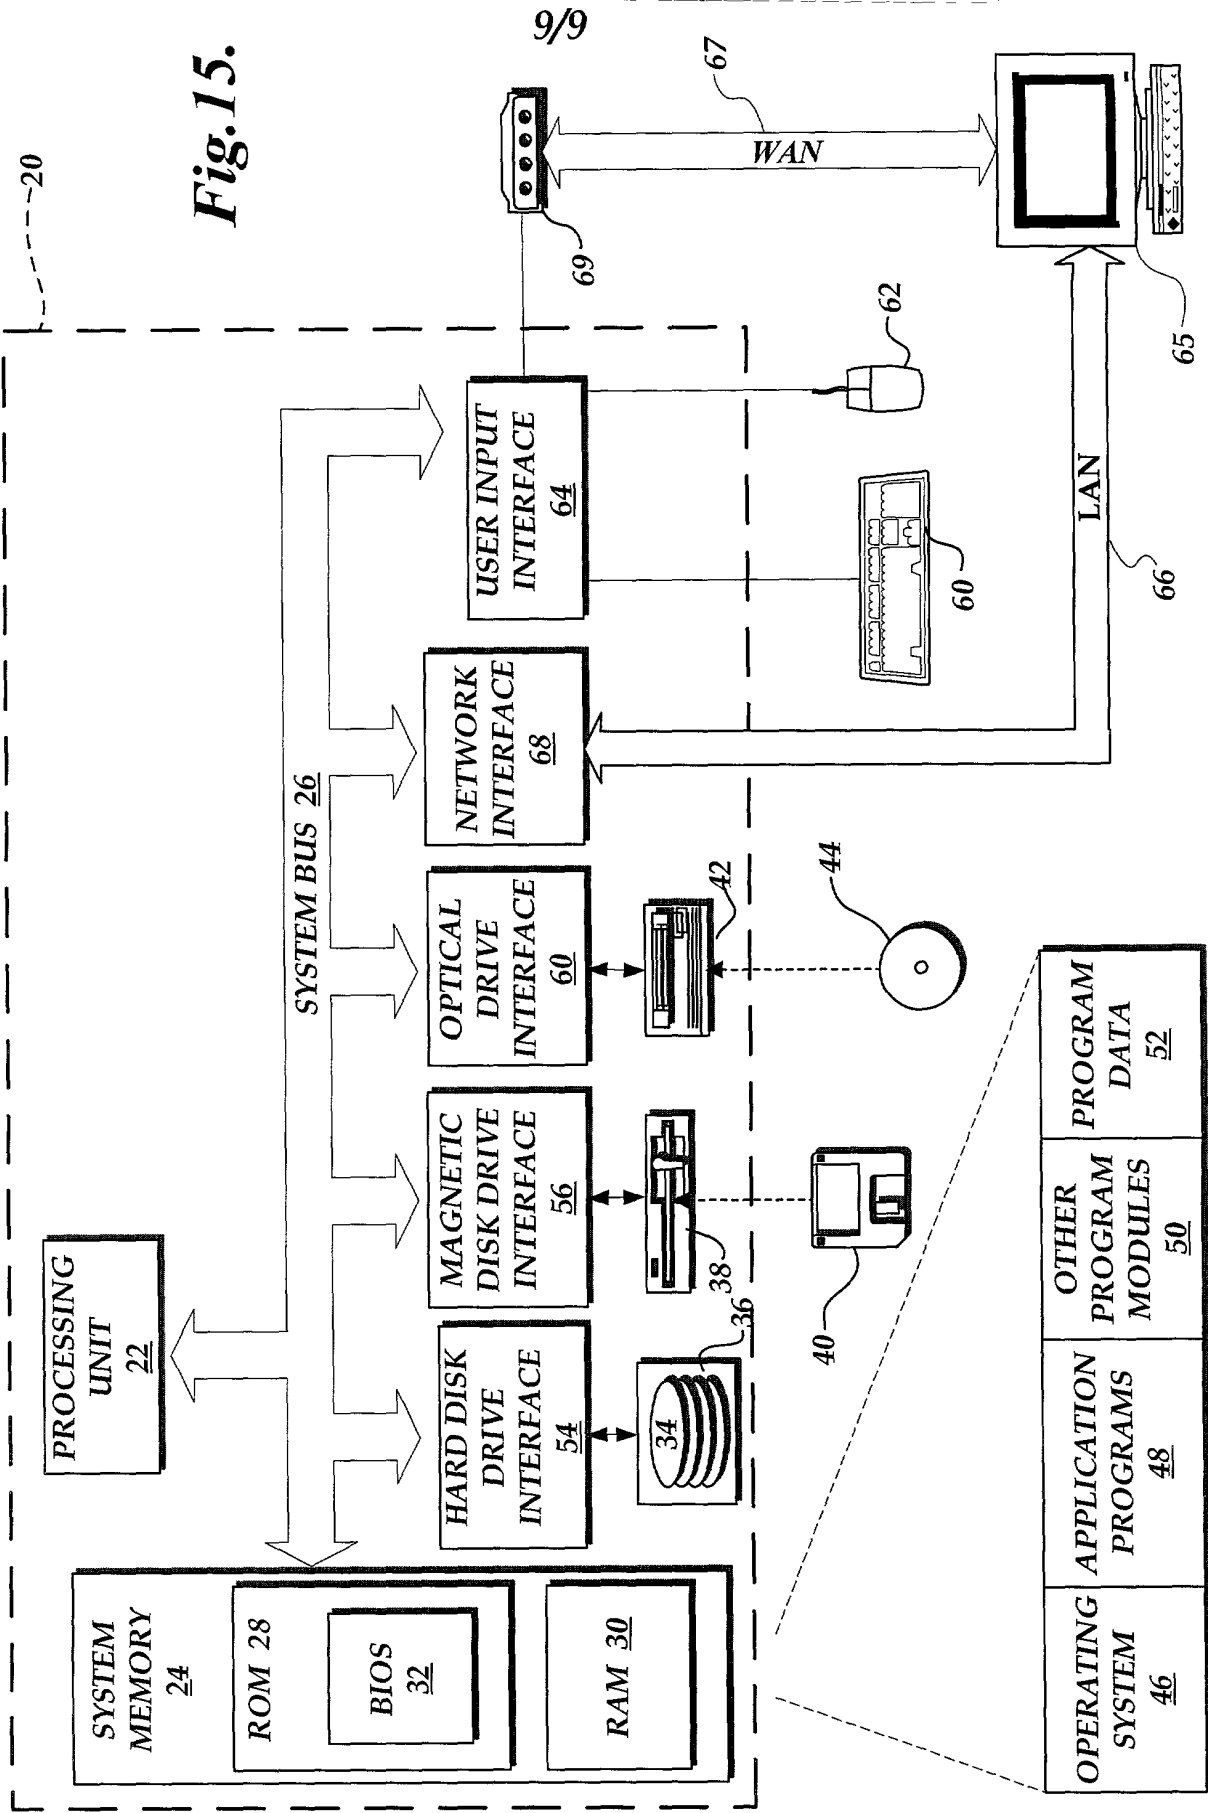 9/9
Fig.15.
20
PROCESSING
UNIT
22
SYSTEM BUS 26
SYSTEM
MEMORY
24
ROM 28
BIOS
32
RAM 30
HARD DISK
DRIVE
INTERFACE
54
MAGNETIC
DISK DRIVE
INTERFACE
56
OPTICAL
DRIVE
INTERFACE
60
NETWORK
INTERFACE
68
USER INPUT
INTERFACE
64
34
36
38
42
40
44
60
62
69
67
WAN
LAN
66
65
OPERATING
SYSTEM
46
APPLICATION
PROGRAMS
48
OTHER
PROGRAM
MODULES
50
PROGRAM
DATA
52